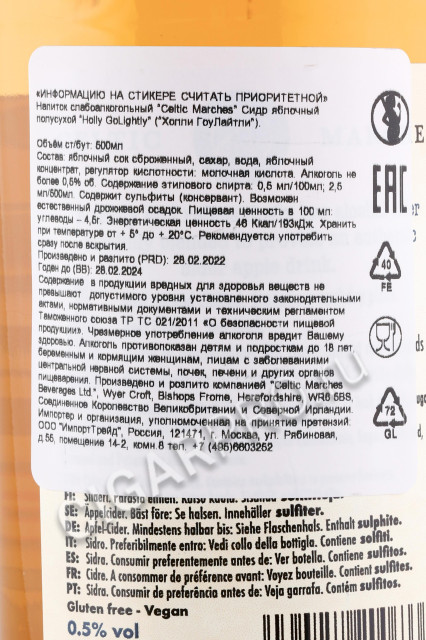 «ИНФОРМАЦИЮ НА СТИКЕРЕ СЧИТАТЬ ПРИОРИТЕТНОЙ»
Напиток слабоалкогольный "Celtic Marches" Сидр яблочный
полусухой "Holly GoLightly" ("Холли ГоуЛайтли").
Объём ст/бут: 500мл
Состав: яблочный сок сброженный, сахар, вода, яблочный
концентрат, регулятор кислотности: молочная кислота. Алкоголь не
более 0,5% об. Содержание этилового спирта: 0,5 мл/100мл; 2,5
мл/500мл. Содержит сульфиты (консервант). Возможен
естественный дрожжевой осадок. Пищевая ценность в 100 мл:
углеводы – 4,5г. Энергетическая ценность 46 Ккал/193кДж. Хранить
при температуре от + 5° до + 20°С. Рекомендуется употребить
сразу после вскрытия.
Произведено и разлито (PRD): 28.02.2022
Годен до (BB): 28.02.2024
Содержание в продукции вредных для здоровья веществ не
превышают допустимого уровня установленного законодательными
актами, нормативными документами и техническим регламентом
Таможенного союза ТР ТС 021/2011 «О безопасности пищевой
продукции». Чрезмерное употребление алкоголя вредит Вашему
здоровью. Алкоголь противопоказан детям и подросткам до 18 лет,
беременным и кормящим женщинам, лицам с заболеваниями
центральной нервной системы, почек, печени и других органов
пищеварения. Произведено и разлито компанией "Celtic Marches
Beverages Ltd.", Wyer Croft, Bishops Frome, Herefordshire, WR6 5BS,
Соединенное Королевство Великобритании и Северной Ирландии.
Импортер и организация, уполномоченная на принятие претензий:
ООО "ИмпортТрейд", Россия, 121471, г. Москва, ул. Рябиновая,
д.55, помещение 14-2, комн.8 тел. +7 (495)6603252
EAC
40
FE
72
GL
SE: Äppelcider. Bäst före: Se halsen. Innehåller sulfiter.
DE: Apfel-Cider. Mindestens halbar bis: Siehe Flaschenhals. Enthalt sulphite.
IT: Sidro. Preferibilmente entro: Vedi collo della bottiglia. Contiene solfiti.
ES: Sidra. Consumir preferentemente antes de: Ver botella. Contiene sulfitos.
FR: Cidre. A consommer de préférence avant: Voyez bouteille. Contient sulfites.
PT: Sidra. Consumir de preferência antes de: Veja garrafa. Contém sulfitos.
Gluten free - Vegan
0.5% vol